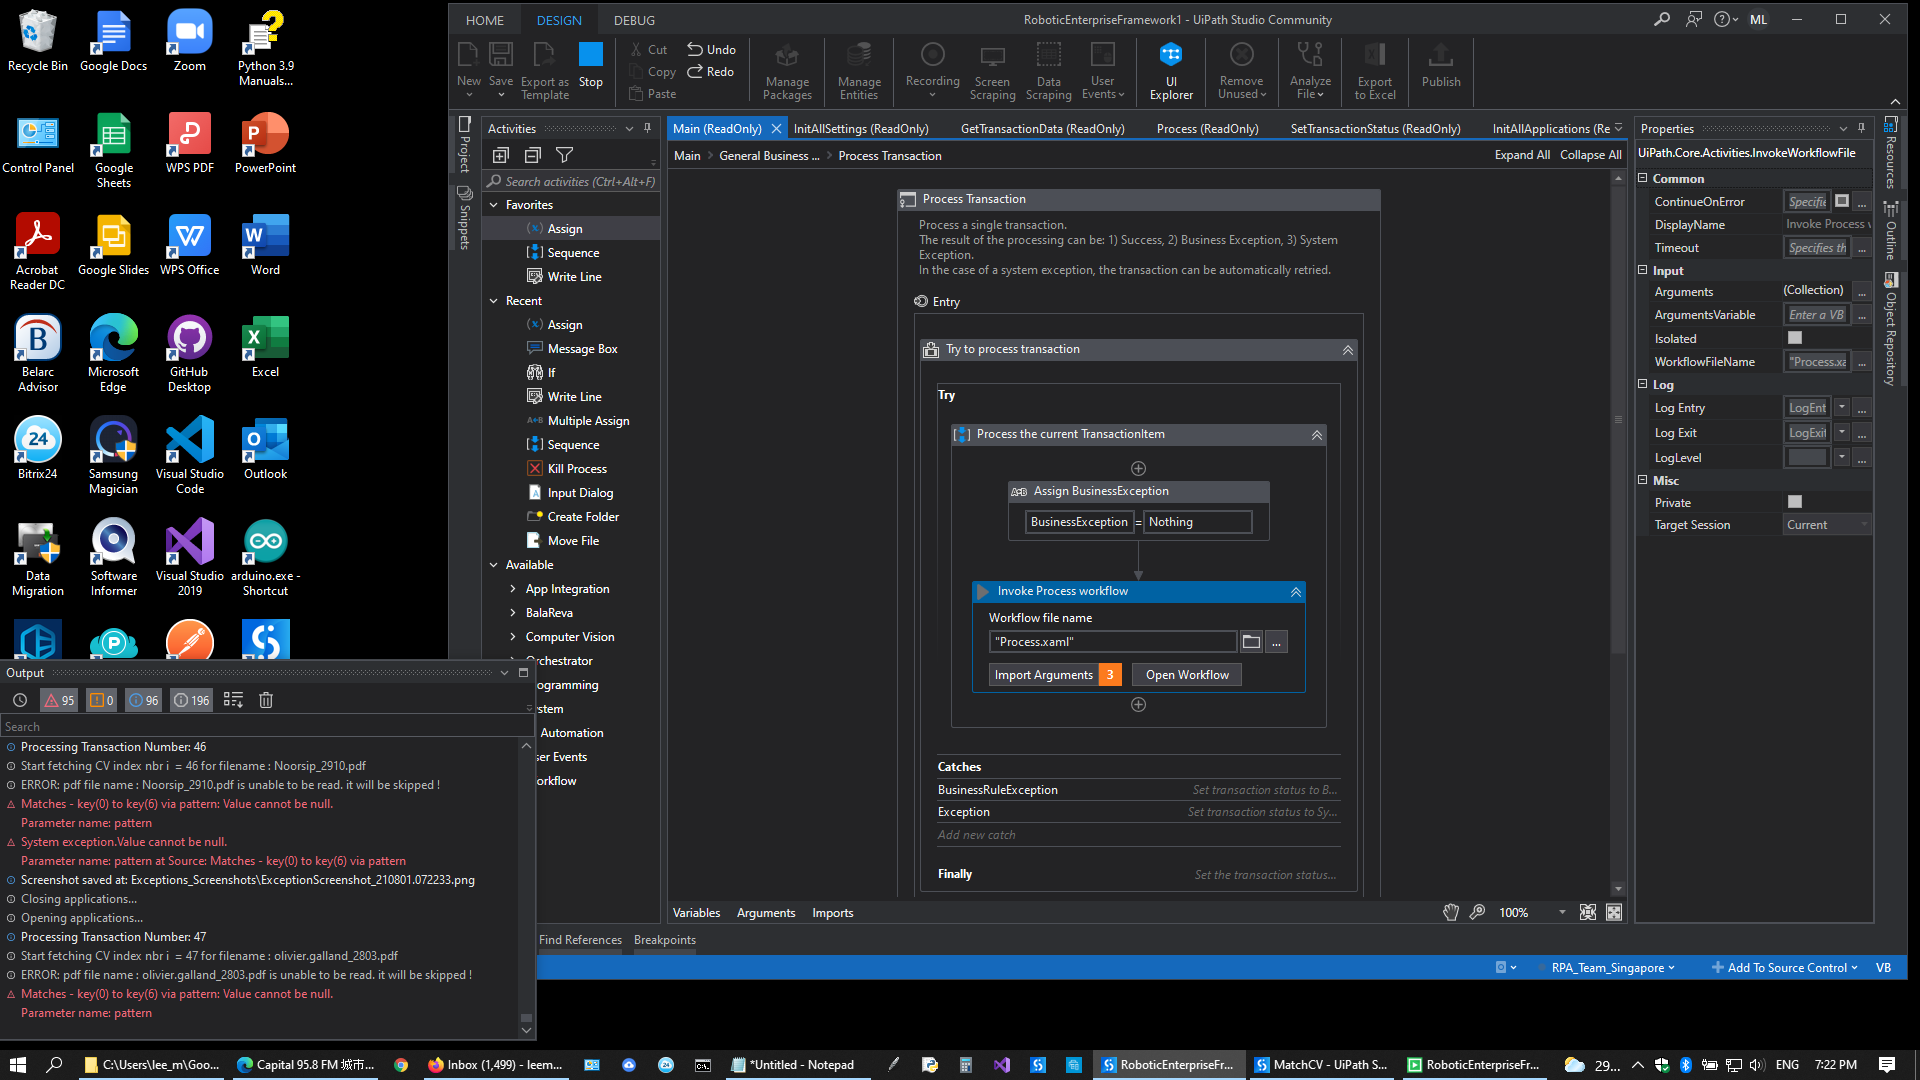 Recycle Bin
Google Docs
Zoom
Python 3.9
Manuals...
Control Panel
Google
Sheets
WPS PDF
PowerPoint
Acrobat
Reader DC
Google Slides
WPS Office
Word
Belarc
Advisor
Microsoft
Edge
GitHub
Desktop
Excel
Bitrix24
Samsung
Magician
Visual Studio
Code
Outlook
Data
Migration
Software
Informer
Visual Studio
2019
arduino.exe -
Shortcut
HOME
DESIGN
DEBUG
RoboticEnterpriseFramework1 - UiPath Studio Community
ML
New
Save
Export as
Template
Stop
Cut
Copy
Paste
Undo
Redo
Manage
Packages
Manage
Entities
Recording
Screen
Scraping
Data
Scraping
User
Events
UI
Explorer
Remove
Unused
Analyze
File
Export
to Excel
Publish
Project
Snippets
Activities
Search activities (Ctrl+Alt+F)
Favorites
Assign
Sequence
Write Line
Recent
Assign
Message Box
If
Write Line
Multiple Assign
Sequence
Kill Process
Input Dialog
Create Folder
Move File
Available
App Integration
BalaReva
Computer Vision
Orchestrator
ogramming
stem
Automation
ser Events
orkflow
Main (ReadOnly)
InitAllSettings (ReadOnly)
GetTransactionData (ReadOnly)
Process (ReadOnly)
SetTransactionStatus (ReadOnly)
InitAllApplications (Re
Main > General Business ... > Process Transaction
Expand All
Collapse All
Process Transaction
Process a single transaction.
The result of the processing can be: 1) Success, 2) Business Exception, 3) System
Exception.
In the case of a system exception, the transaction can be automatically retried.
Entry
Try to process transaction
Try
Process the current TransactionItem
A+B Assign BusinessException
BusinessException = Nothing
Invoke Process workflow
Workflow file name
"Process.xaml"
...
Import Arguments 3
Open Workflow
Catches
BusinessRuleException
Set transaction status to B...
Exception
Set transaction status to Sy...
Add new catch
Finally
Set the transaction status...
Variables
Arguments
Imports
100%
Find References
Breakpoints
RPA_Team_Singapore
Add To Source Control
VB
Properties
UiPath.Core.Activities.InvokeWorkflowFile
Common
ContinueOnError
Specifie
...
DisplayName
Invoke Process w
Timeout
Specifies th
...
Input
Arguments
(Collection)
...
ArgumentsVariable
Enter a VB
...
Isolated
WorkflowFileName
"Process.xa
...
Log
Log Entry
LogEnt
...
Log Exit
LogExit
...
LogLevel
...
Misc
Private
Target Session
Current
Resources
Outline
Object Repository
Output
95
0
96
196
Search
Processing Transaction Number: 46
Start fetching CV index nbr i = 46 for filename : Noorsip_2910.pdf
ERROR: pdf file name : Noorsip_2910.pdf is unable to be read. it will be skipped !
Matches - key(0) to key(6) via pattern: Value cannot be null.
Parameter name: pattern
System exception.Value cannot be null.
Parameter name: pattern at Source: Matches - key(0) to key(6) via pattern
Screenshot saved at: Exceptions_Screenshots\ExceptionScreenshot_210801.072233.png
Closing applications...
Opening applications...
Processing Transaction Number: 47
Start fetching CV index nbr i = 47 for filename : olivier.galland_2803.pdf
ERROR: pdf file name : olivier.galland_2803.pdf is unable to be read. it will be skipped !
Matches - key(0) to key(6) via pattern: Value cannot be null.
Parameter name: pattern
C:\Users\lee_m\Goo...
Capital 95.8 FM 城市...
Inbox (1,499) - leem...
*Untitled - Notepad
RoboticEnterpriseFr...
MatchCV - UiPath S...
RoboticEnterpriseFr...
29...
ENG
7:22 PM